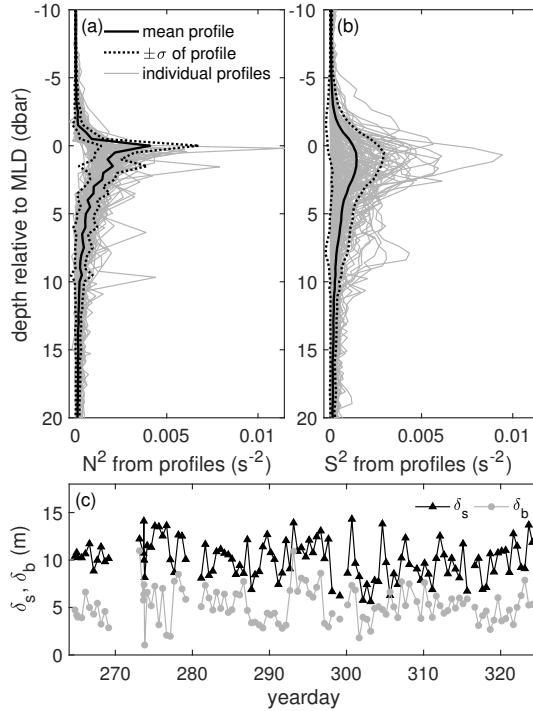 (a)
mean profile
±σ of profile
individual profiles
(b)
-10
-5
0
5
10
15
20
depth relative to MLD (dbar)
0 0.005 0.01
N² from profiles (s⁻²)
0 0.005 0.01
S² from profiles (s⁻²)
(c)
δs δb
15
10
5
0
δs, δb (m)
270 280 290 300 310 320
yearday